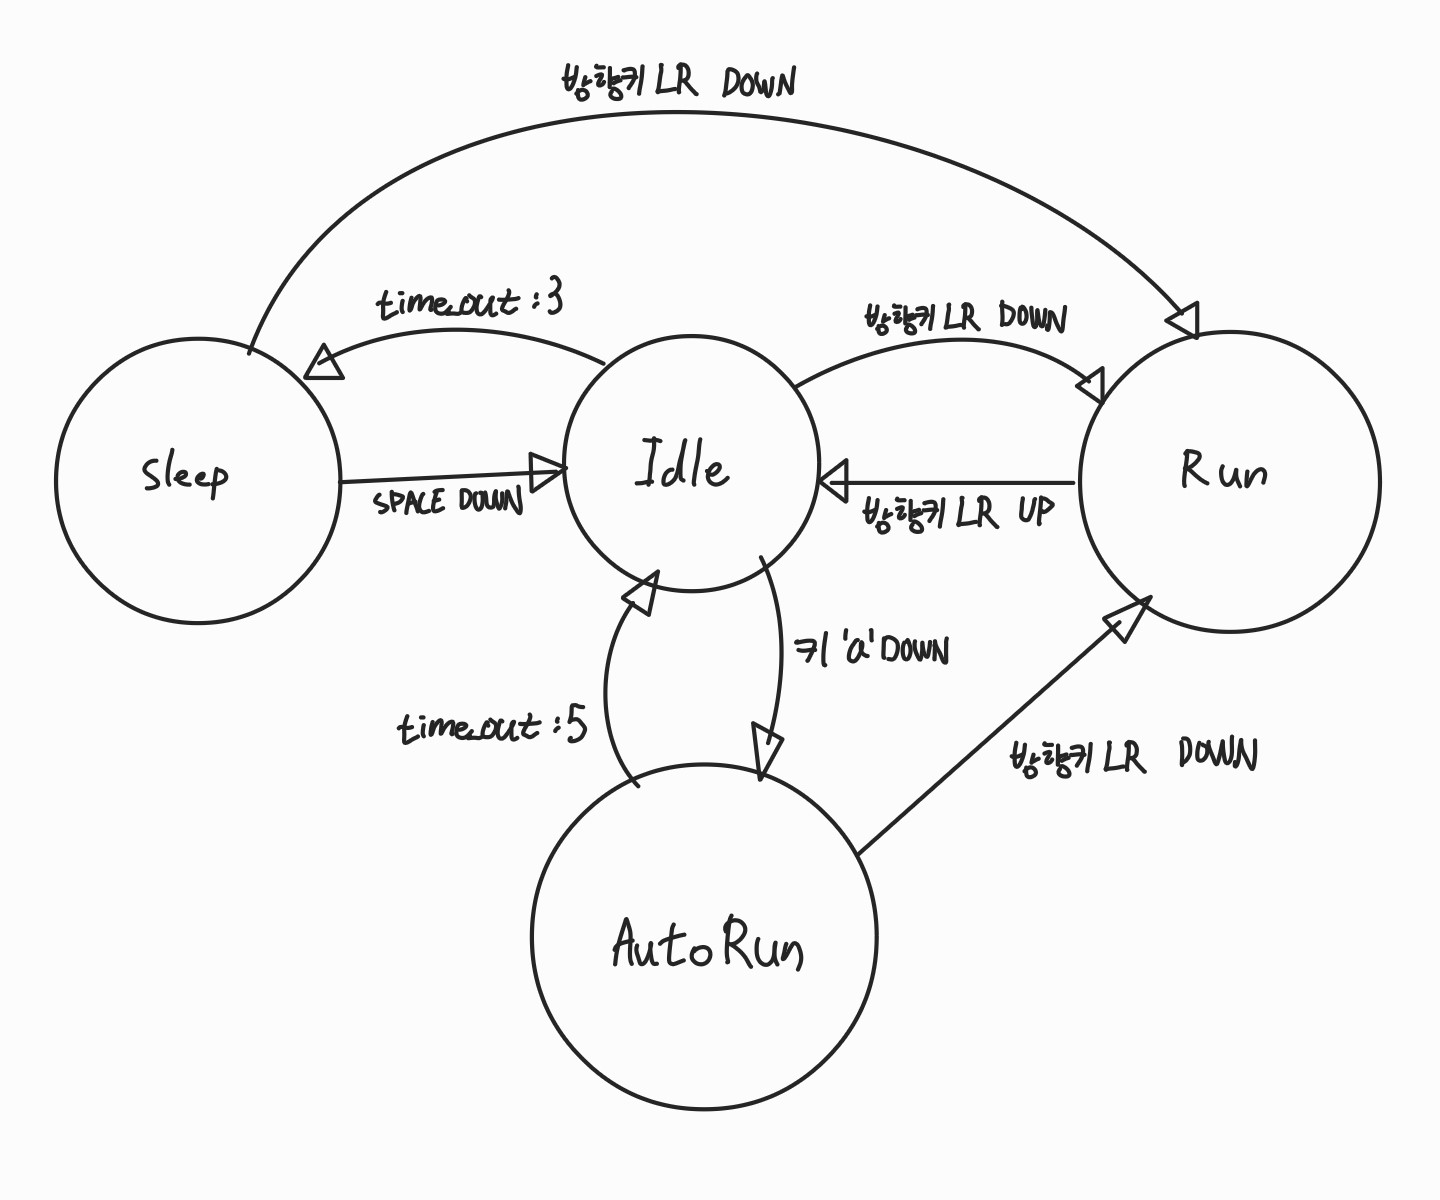 방향키 LR DOWN
time_out : 3
방향키 LR DOWN
Sleep
Idle
Run
SPACE DOWN
방향키 LR UP
키 'a' DOWN
time_out : 5
방향키 LR DOWN
AutoRun